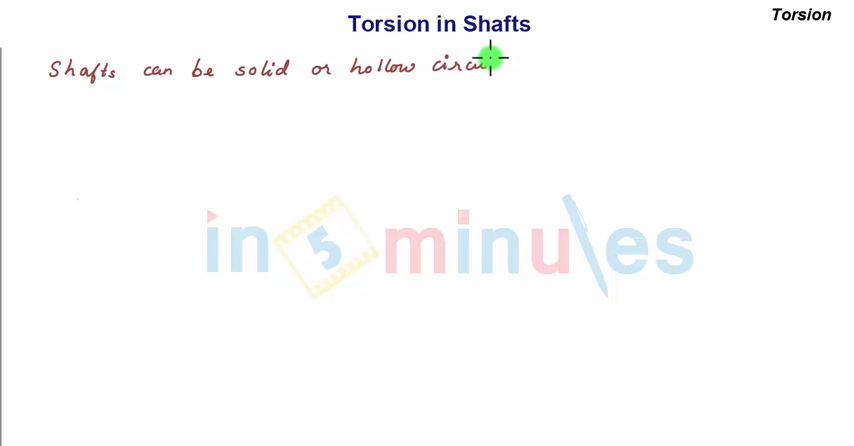 Torsion in Shafts
Torsion
Shafts can be solid or hollow circu
in 5 minutes